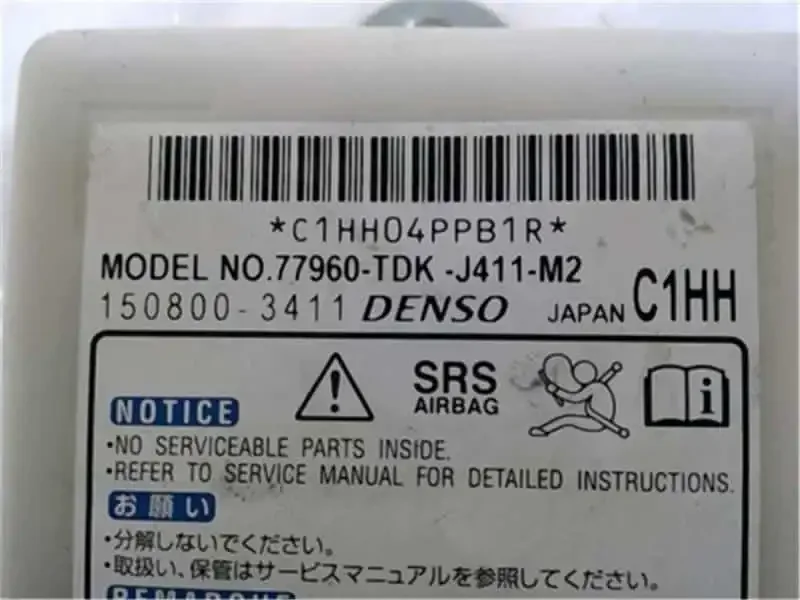 *C1HH04PPB1R*
MODEL NO.77960-TDK -J411-M2
150800-3411 DENSO JAPAN C1HH
SRS
AIRBAG
NOTICE
•NO SERVICEABLE PARTS INSIDE.
•REFER TO SERVICE MANUAL FOR DETAILED INSTRUCTIONS.
お願い
•分解しないでください。
•取扱い、保管はサービスマニュアルを参照してください。
REMARQUE